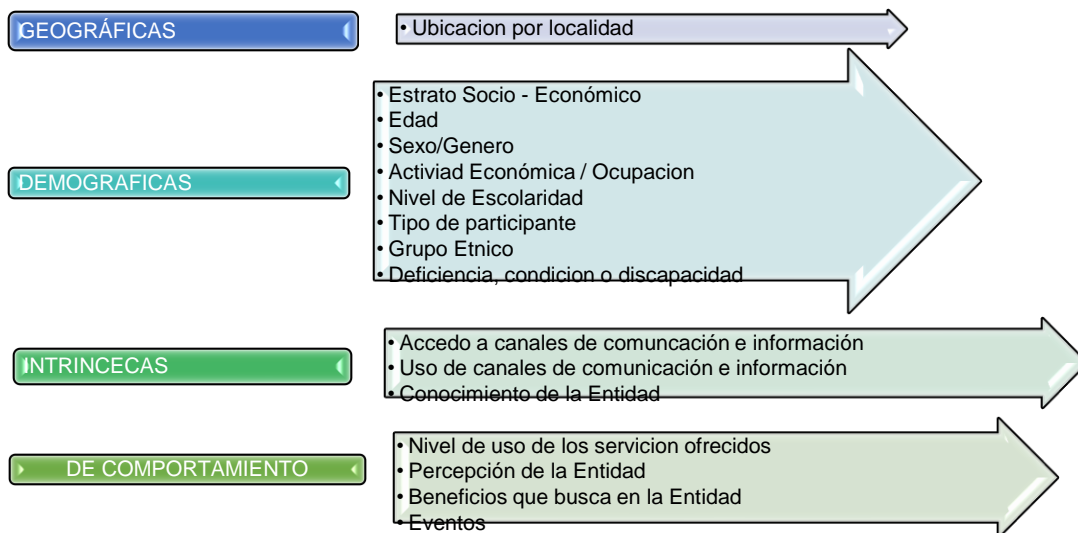 GEOGRÁFICAS
• Ubicacion por localidad
DEMOGRAFICAS
• Estrato Socio - Económico
• Edad
• Sexo/Genero
• Activiad Económica / Ocupacion
• Nivel de Escolaridad
• Tipo de participante
• Grupo Etnico
• Deficiencia, condicion o discapacidad
INTRINCECAS
• Accedo a canales de comuncación e información
• Uso de canales de comunicación e información
• Conocimiento de la Entidad
DE COMPORTAMIENTO
• Nivel de uso de los servicion ofrecidos
• Percepción de la Entidad
• Beneficios que busca en la Entidad
• Eventos